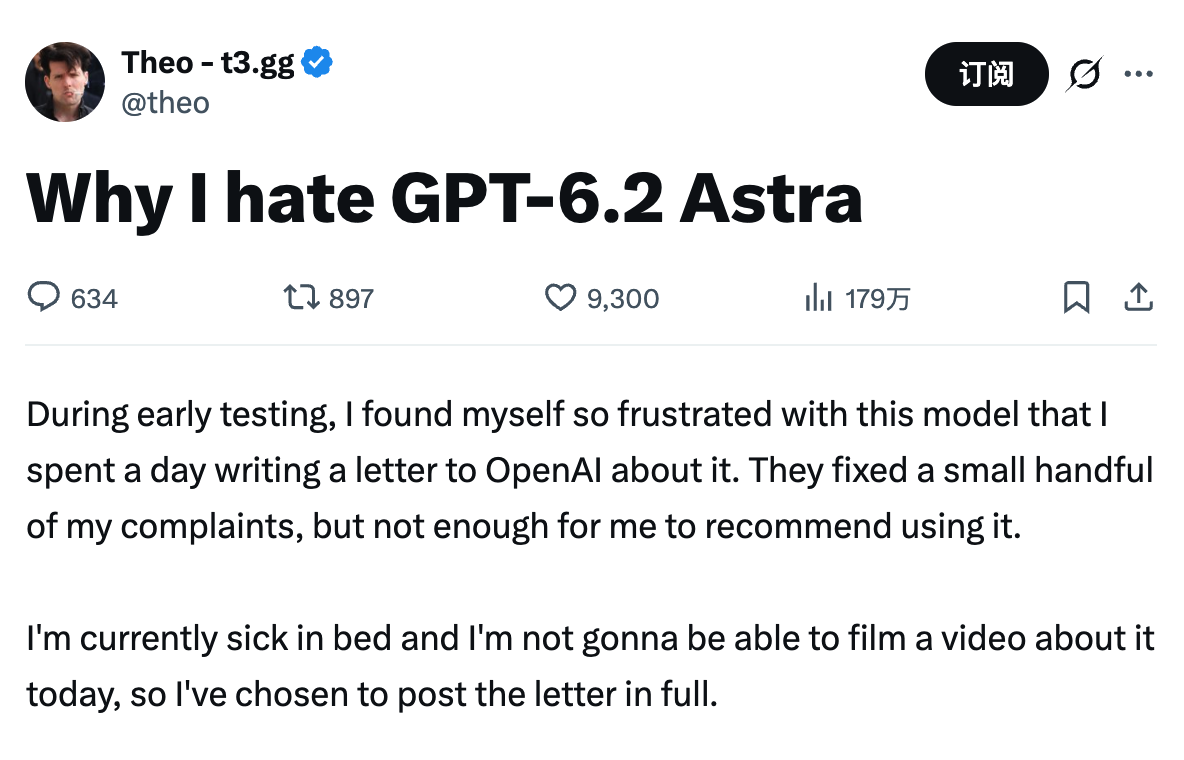 Theo - t3.gg
@theo
订阅
Why I hate GPT-6.2 Astra
634
897
9,300
179万
During early testing, I found myself so frustrated with this model that I
spent a day writing a letter to OpenAI about it. They fixed a small handful
of my complaints, but not enough for me to recommend using it.
I'm currently sick in bed and I'm not gonna be able to film a video about it
today, so I've chosen to post the letter in full.